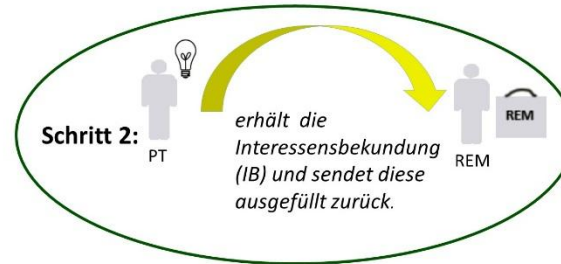 Schritt 2:
PT
erhält die
Interessensbekundung
(IB) und sendet diese
ausgefüllt zurück.
REM
REM